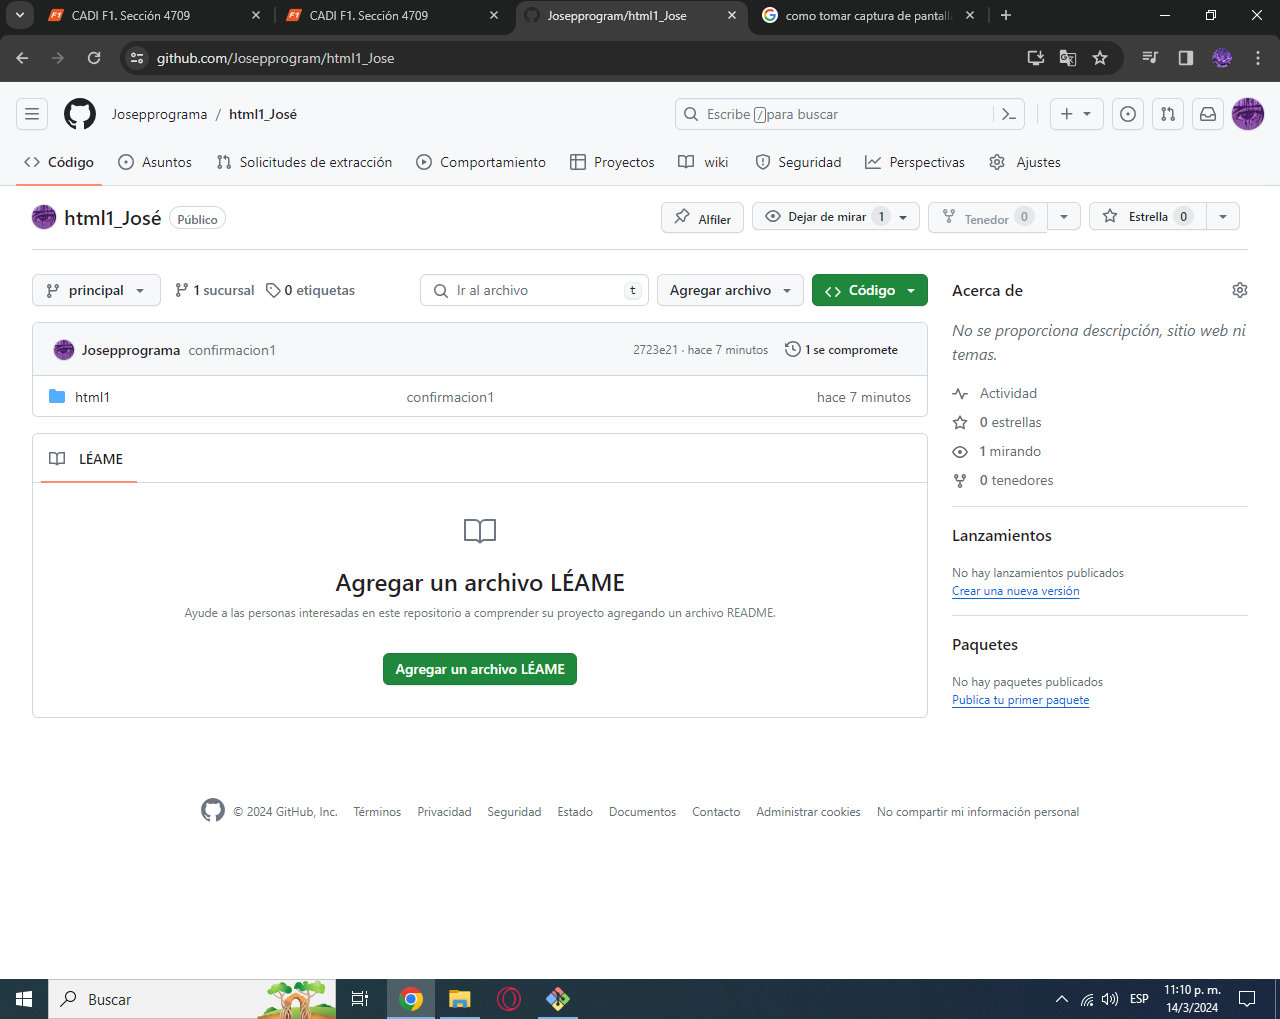 CADI F1. Sección 4709
CADI F1. Sección 4709
Josepprogram/html1_Jose
como tomar captura de pantall
github.com/Josepprogram/html1_Jose
Josepprograma / html1_José
Escribe / para buscar
Código
Asuntos
Solicitudes de extracción
Comportamiento
Proyectos
wiki
Seguridad
Perspectivas
Ajustes
html1_José
Público
Alfiler
Dejar de mirar 1
Tenedor 0
Estrella 0
principal
1 sucursal
0 etiquetas
Ir al archivo
t
Agregar archivo
Código
Josepprograma confirmacion1
2723e21 · hace 7 minutos
1 se compromete
html1
confirmacion1
hace 7 minutos
LÉAME
Agregar un archivo LÉAME
Ayude a las personas interesadas en este repositorio a comprender su proyecto agregando un archivo README.
Agregar un archivo LÉAME
Acerca de
No se proporciona descripción, sitio web ni
temas.
Actividad
0 estrellas
1 mirando
0 tenedores
Lanzamientos
No hay lanzamientos publicados
Crear una nueva versión
Paquetes
No hay paquetes publicados
Publica tu primer paquete
© 2024 GitHub, Inc.
Términos
Privacidad
Seguridad
Estado
Documentos
Contacto
Administrar cookies
No compartir mi información personal
Buscar
ESP
11:10 p. m.
14/3/2024